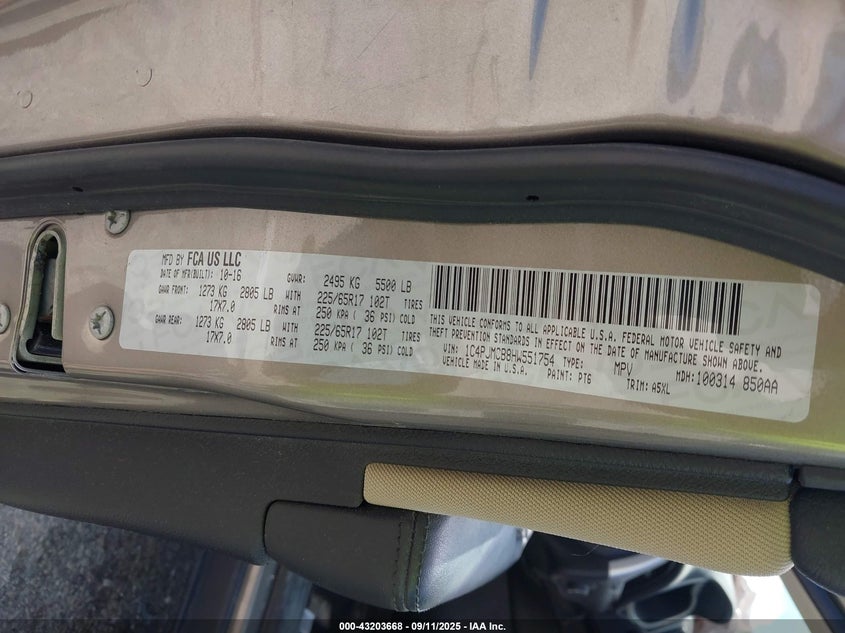 MFD BY FCA US LLC
DATE OF MFR(BUILT): 10-16 GVWR: 2495 KG 5500 LB
GAWR FRONT: 1273 KG 2805 LB WITH 225/65R17 102T TIRES
17X7.0 RIMS AT 250 KPA ( 36 PSI) COLD
GAWR REAR: 1273 KG 2805 LB WITH 225/65R17 102T TIRES
17X7.0 RIMS AT 250 KPA ( 36 PSI) COLD
THIS VEHICLE CONFORMS TO ALL APPLICABLE U.S.A. FEDERAL MOTOR VEHICLE SAFETY AND
THEFT PREVENTION STANDARDS IN EFFECT ON THE DATE OF MANUFACTURE SHOWN ABOVE.
VIN: 1C4PJMCB8HW551754 TYPE: MPV MDH:100314 850AA
VEHICLE MADE IN U.S.A. PAINT: PT6 TRIM: A5XL
000-43203668 - 09/11/2025 - IAA Inc.